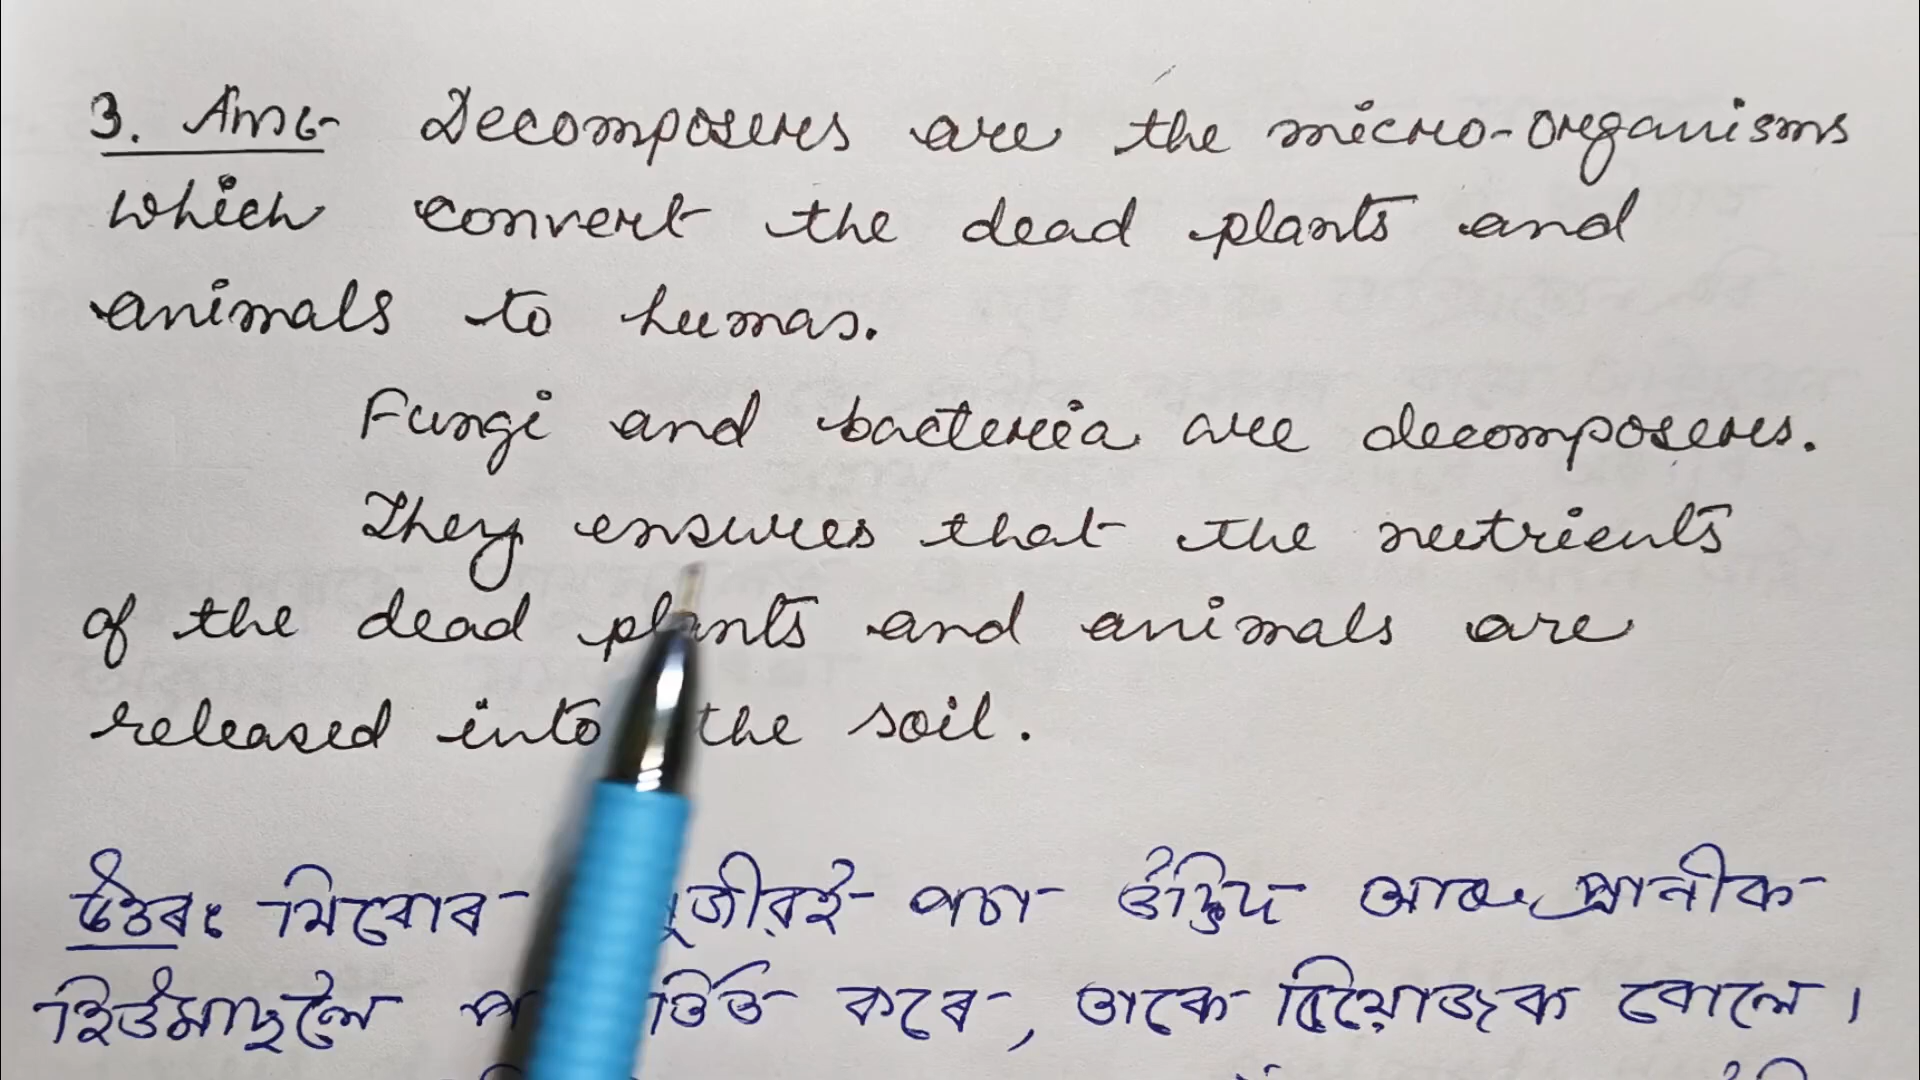 3. Ans- Decomposers are the micro-organisms
which convert the dead plants and
animals to humas.
Fungi and bacteria are decomposers.
They ensures that the nutrients
of the dead plants and animals are
released into the soil.
উত্তৰঃ যিবোৰ জীৱই পচা উদ্ভিদ আৰু প্ৰানীক
হিউমাছলৈ কৰে, তাকে বিয়োজক বোলে।